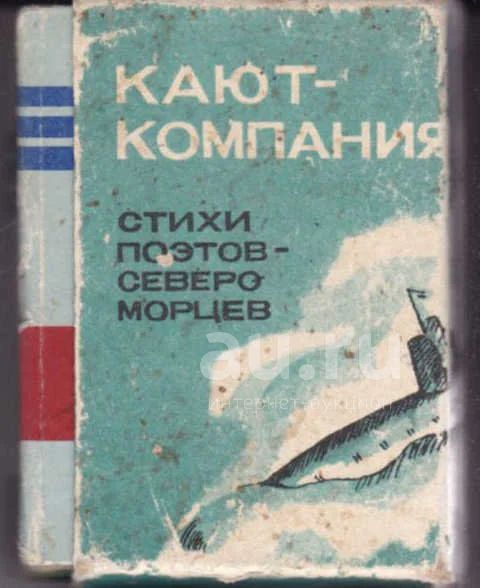 КАЮТ-
КОМПАНИЯ
СТИХИ
ПОЭТОВ-
СЕВЕРО
МОРЦЕВ
au.ru
интернет-аукцион